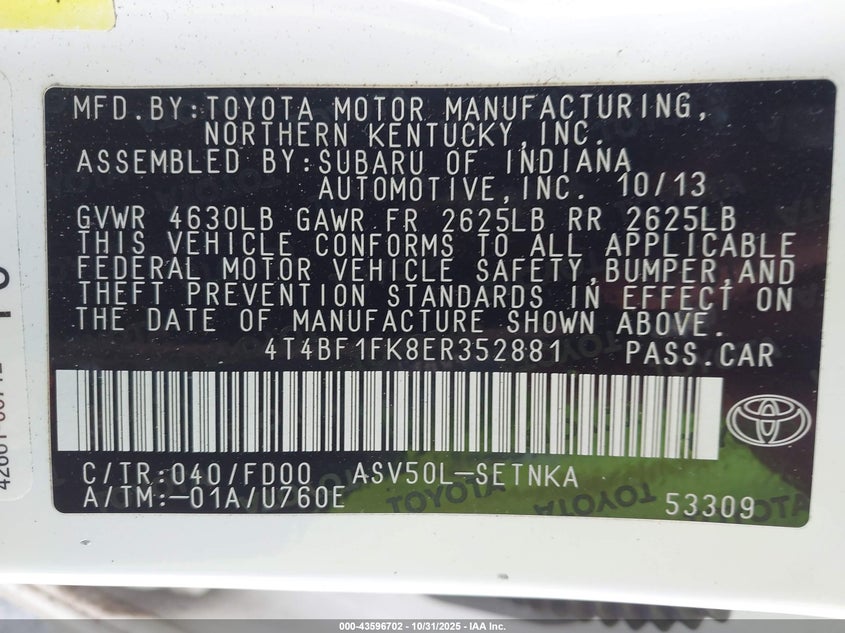 MFD.BY:TOYOTA MOTOR MANUFACTURING,
NORTHERN KENTUCKY,INC.
ASSEMBLED BY:SUBARU OF INDIANA
AUTOMOTIVE,INC. 10/13
GVWR 4630LB GAWR FR 2625LB RR 2625LB
THIS VEHICLE CONFORMS TO ALL APPLICABLE
FEDERAL MOTOR VEHICLE SAFETY,BUMPER,AND
THEFT PREVENTION STANDARDS IN EFFECT ON
THE DATE OF MANUFACTURE SHOWN ABOVE.
4T4BF1FK8ER352881 PASS.CAR
C/TR:040/FD00 ASV50L-SETNKA
A/TM:-01A/U760E
53309
000-43596702 - 10/31/2025 - IAA Inc.